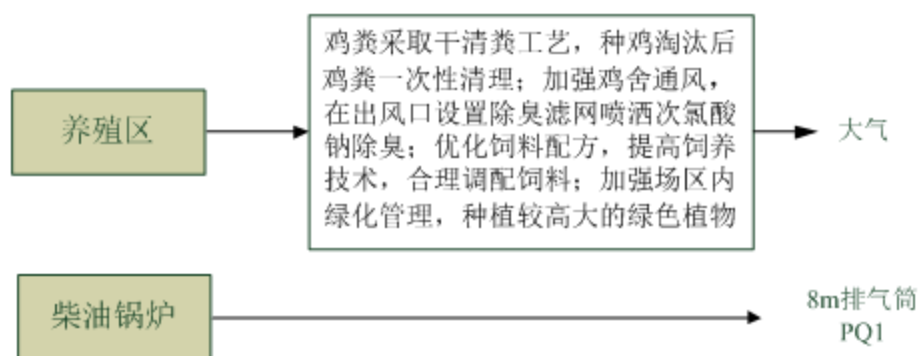 养殖区
鸡粪采取干清粪工艺，种鸡淘汰后
鸡粪一次性清理；加强鸡舍通风，
在出风口设置除臭滤网喷洒次氯酸
钠除臭；优化饲料配方，提高饲养
技术，合理调配饲料；加强场区内
绿化管理，种植较高大的绿色植物
大气
柴油锅炉
8m排气筒
PQ1